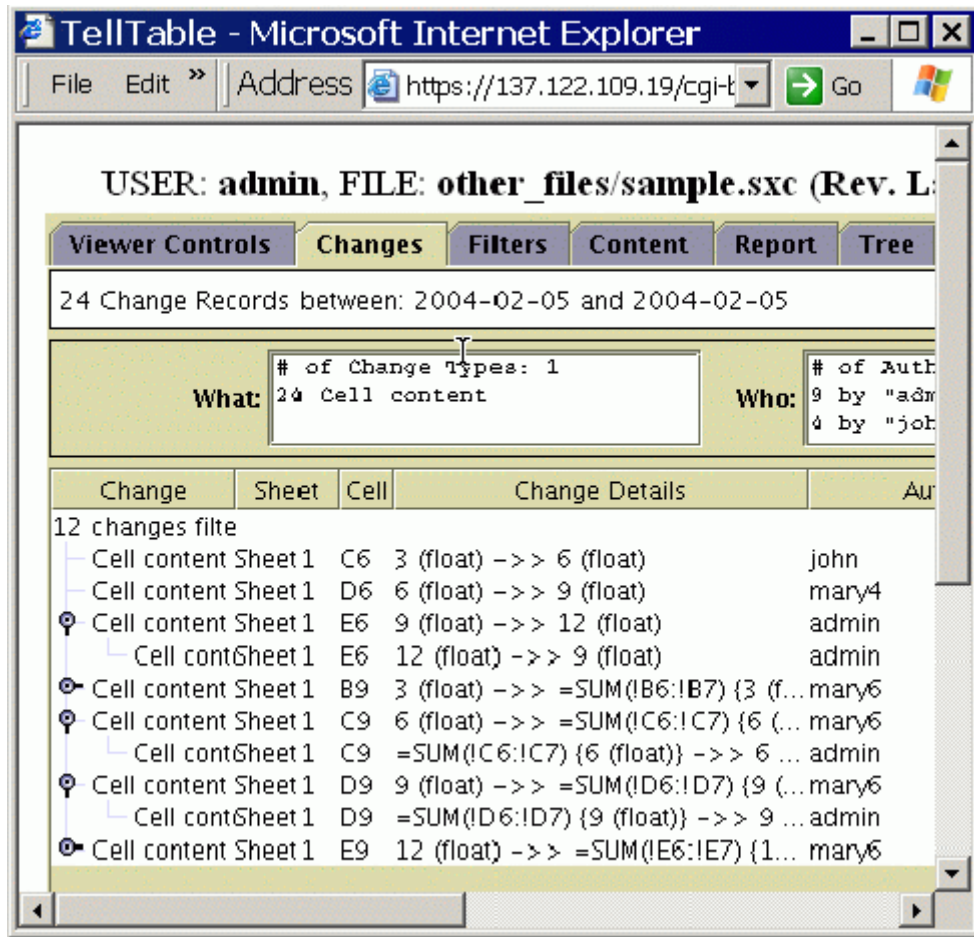 TellTable - Microsoft Internet Explorer
File Edit » Address https://137.122.109.19/cgi-b Go
USER: admin, FILE: other_files/sample.sxc (Rev. La
Viewer Controls Changes Filters Content Report Tree
24 Change Records between: 2004-02-05 and 2004-02-05
What: # of Change Types: 1
24 Cell content
Who: # of Auth
9 by "adm
4 by "joh
Change Sheet Cell Change Details Au
12 changes filte
Cell content Sheet1 C6 3 (float) ->> 6 (float) john
Cell content Sheet1 D6 6 (float) ->> 9 (float) mary4
Cell content Sheet1 E6 9 (float) ->> 12 (float) admin
Cell cont Sheet1 E6 12 (float) ->> 9 (float) admin
Cell content Sheet1 B9 3 (float) ->> =SUM(!B6:!B7) {3 (f... mary6
Cell content Sheet1 C9 6 (float) ->> =SUM(!C6:!C7) {6 (... mary6
Cell cont Sheet1 C9 =SUM(!C6:!C7) {6 (float)} ->> 6 ... admin
Cell content Sheet1 D9 9 (float) ->> =SUM(!D6:!D7) {9 (... mary6
Cell cont Sheet1 D9 =SUM(!D6:!D7) {9 (float)} ->> 9 ... admin
Cell content Sheet1 E9 12 (float) ->> =SUM(!E6:!E7) {1... mary6